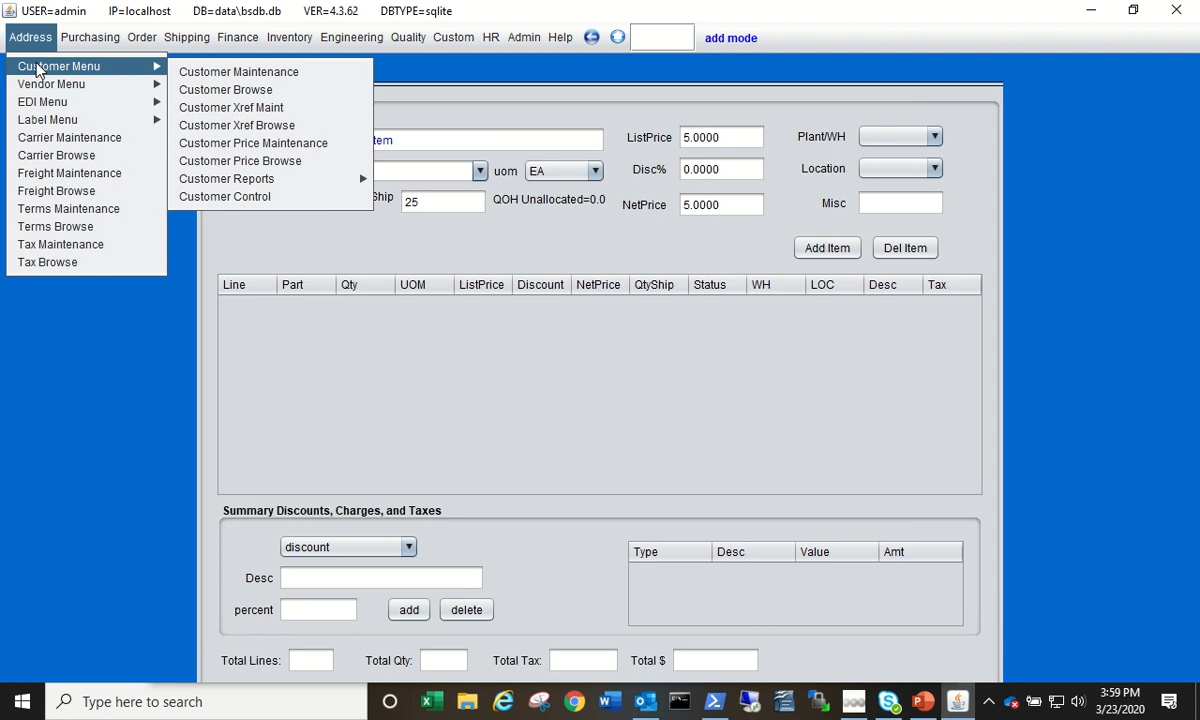 USER=admin IP=localhost DB=data\bsdb.db VER=4.3.62 DBTYPE=sqlite
Address Purchasing Order Shipping Finance Inventory Engineering Quality Custom HR Admin Help add mode
Customer Menu
Vendor Menu
EDI Menu
Label Menu
Carrier Maintenance
Carrier Browse
Freight Maintenance
Freight Browse
Terms Maintenance
Terms Browse
Tax Maintenance
Tax Browse
Customer Maintenance
Customer Browse
Customer Xref Maint
Customer Xref Browse
Customer Price Maintenance
Customer Price Browse
Customer Reports
Customer Control
tem ListPrice 5.0000 Plant/WH
uom EA Disc% 0.0000 Location
Ship 25 QOH Unallocated=0.0 NetPrice 5.0000 Misc
Add Item Del Item
Line Part Qty UOM ListPrice Discount NetPrice QtyShip Status WH LOC Desc Tax
Summary Discounts, Charges, and Taxes
discount
Type Desc Value Amt
Desc
percent add delete
Total Lines: Total Qty: Total Tax: Total $
Type here to search
3:59 PM
3/23/2020